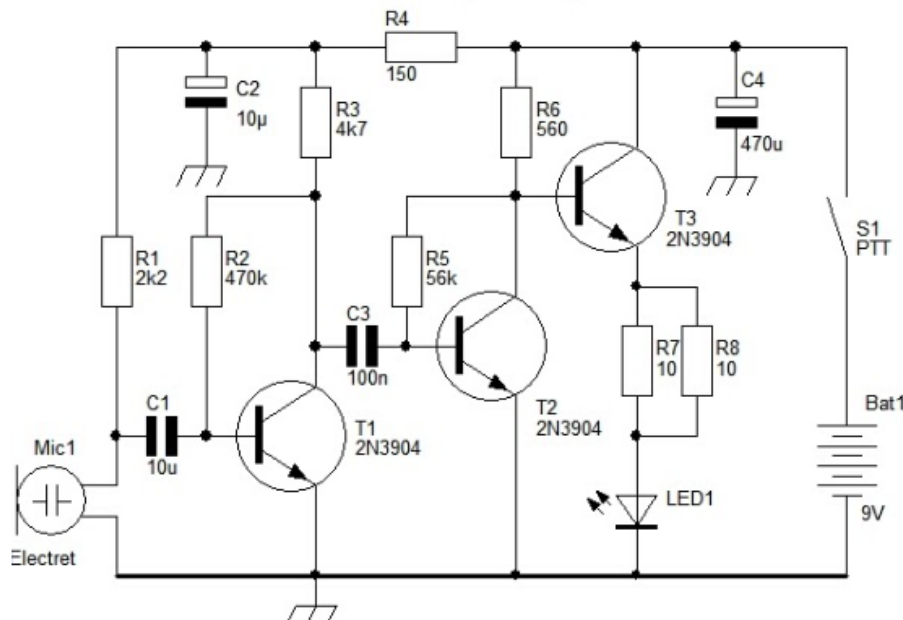 R4
150
C2
10µ
R3
4k7
R6
560
C4
470u
T3
2N3904
S1
PTT
R1
2k2
R2
470k
R5
56k
C3
100n
R7
10
R8
10
C1
10u
T1
2N3904
T2
2N3904
Bat1
9V
Mic1
Electret
LED1